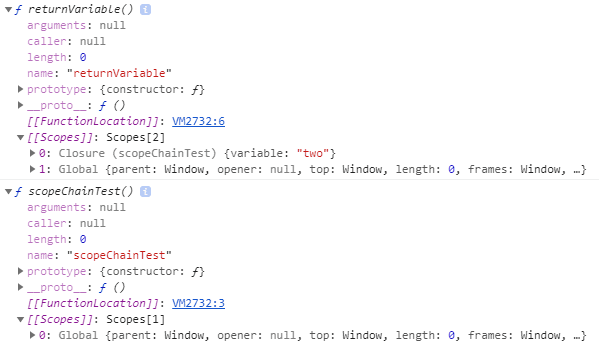 ▼ƒ returnVariable() i
arguments: null
caller: null
length: 0
name: "returnVariable"
▶prototype: {constructor: ƒ}
▶__proto__: ƒ ()
[[FunctionLocation]]: VM2732:6
▼[[Scopes]]: Scopes[2]
▶0: Closure (scopeChainTest) {variable: "two"}
▶1: Global {parent: Window, opener: null, top: Window, length: 0, frames: Window, …}
▼ƒ scopeChainTest() i
arguments: null
caller: null
length: 0
name: "scopeChainTest"
▶prototype: {constructor: ƒ}
▶__proto__: ƒ ()
[[FunctionLocation]]: VM2732:3
▼[[Scopes]]: Scopes[1]
▶0: Global {parent: Window, opener: null, top: Window, length: 0, frames: Window, …}